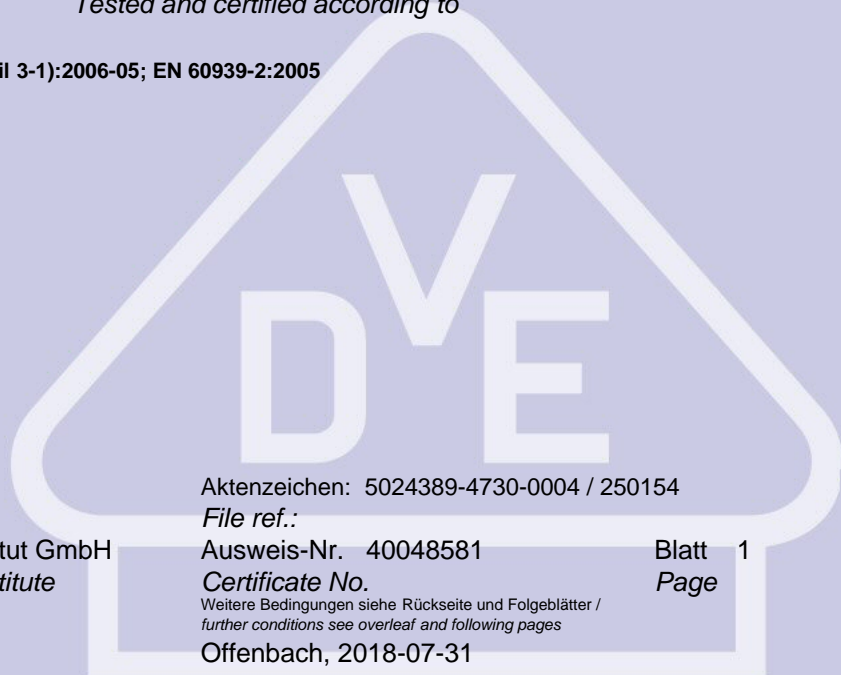 Tested and certified according to
il 3-1):2006-05; EN 60939-2:2005
DVE
Aktenzeichen: 5024389-4730-0004 / 250154
File ref.:
tut GmbH Ausweis-Nr. 40048581 Blatt 1
titute Certificate No. Page
Weitere Bedingungen siehe Rückseite und Folgeblätter /
further conditions see overleaf and following pages
Offenbach, 2018-07-31